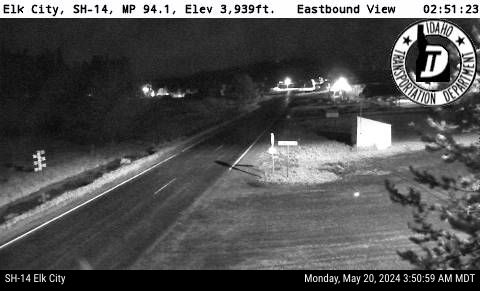 Elk City, SH-14, MP 94.1, Elev 3,939ft. Eastbound View 02:51:23
IDAHO
TRANSPORTATION DEPARTMENT
SH-14 Elk City Monday, May 20, 2024 3:50:59 AM MDT